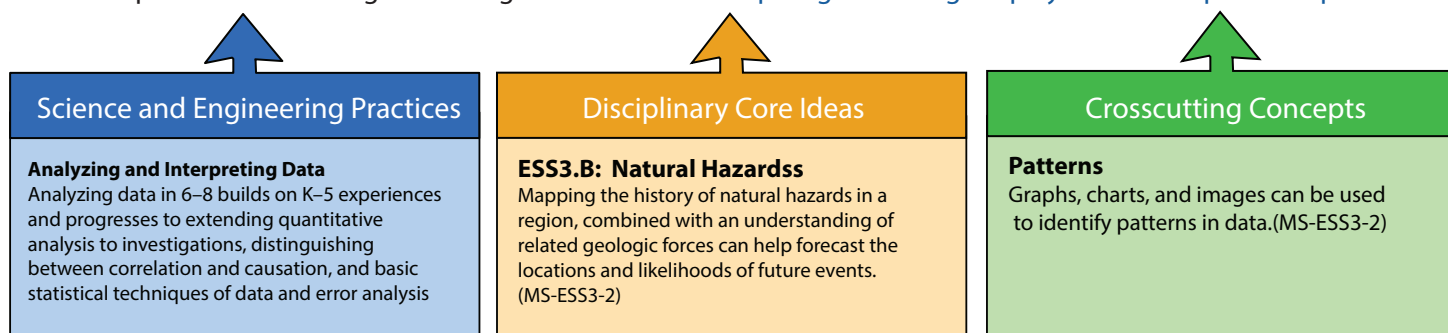 Science and Engineering Practices
Analyzing and Interpreting Data
Analyzing data in 6–8 builds on K–5 experiences
and progresses to extending quantitative
analysis to investigations, distinguishing
between correlation and causation, and basic
statistical techniques of data and error analysis
Disciplinary Core Ideas
ESS3.B: Natural Hazardss
Mapping the history of natural hazards in a
region, combined with an understanding of
related geologic forces can help forecast the
locations and likelihoods of future events.
(MS-ESS3-2)
Crosscutting Concepts
Patterns
Graphs, charts, and images can be used
to identify patterns in data.(MS-ESS3-2)